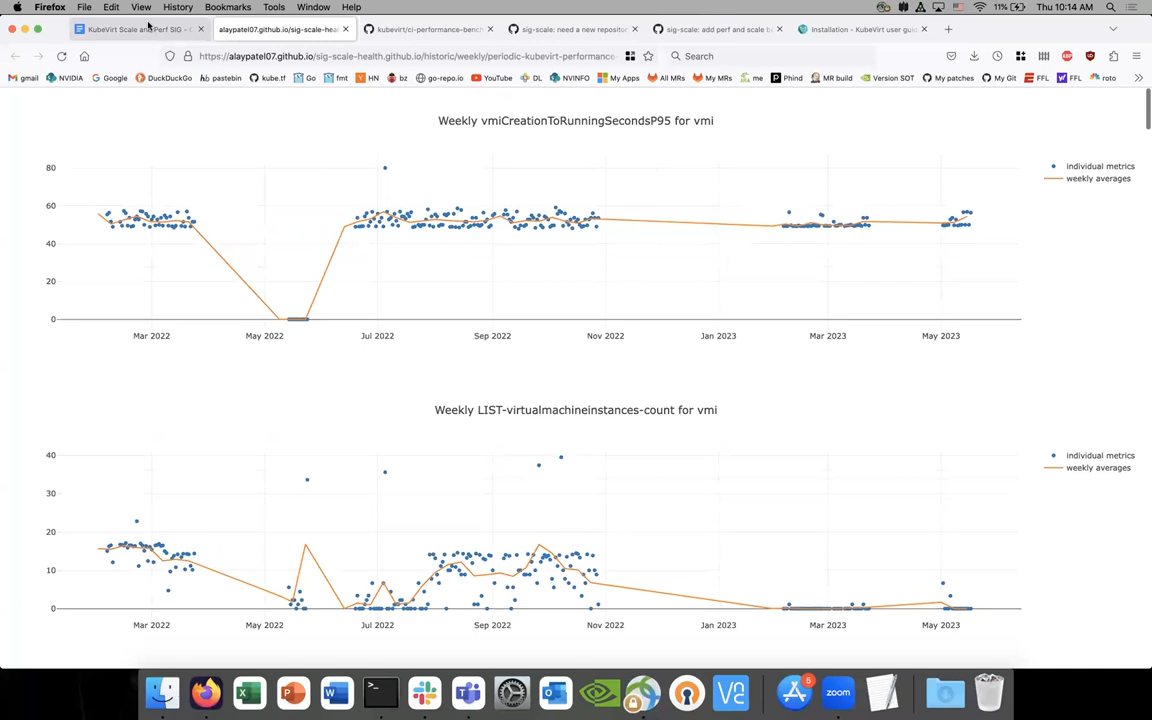 Firefox File Edit View History Bookmarks Tools Window Help 11% Thu 10:14 AM
KubeVirt Scale and Perf SIG - G
alaypatel07.github.io/sig-scale-heal
kubevirt/ci-performance-bench
sig-scale: need a new repositor
sig-scale: add perf and scale b
Installation - KubeVirt user guid
https://alaypatel07.github.io/sig-scale-health.github.io/historic/weekly/periodic-kubevirt-performance- Search
gmail NVIDIA Google DuckDuckGo pastebin kube.tf Go fmt HN bz go-repo.io YouTube DL NVINFO My Apps All MRs My MRs me Phind MR build Version SOT My patches My Git FFL FFL roto
Weekly vmiCreationToRunningSecondsP95 for vmi
individual metrics
weekly averages
80
60
40
20
0
Mar 2022 May 2022 Jul 2022 Sep 2022 Nov 2022 Jan 2023 Mar 2023 May 2023
Weekly LIST-virtualmachineinstances-count for vmi
individual metrics
weekly averages
40
30
20
10
0
Mar 2022 May 2022 Jul 2022 Sep 2022 Nov 2022 Jan 2023 Mar 2023 May 2023
5
zoom